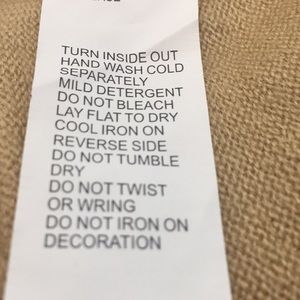 TURN INSIDE OUT
HAND WASH COLD
SEPARATELY
MILD DETERGENT
DO NOT BLEACH
LAY FLAT TO DRY
COOL IRON ON
REVERSE SIDE
DO NOT TUMBLE
DRY
DO NOT TWIST
OR WRING
DO NOT IRON ON
DECORATION